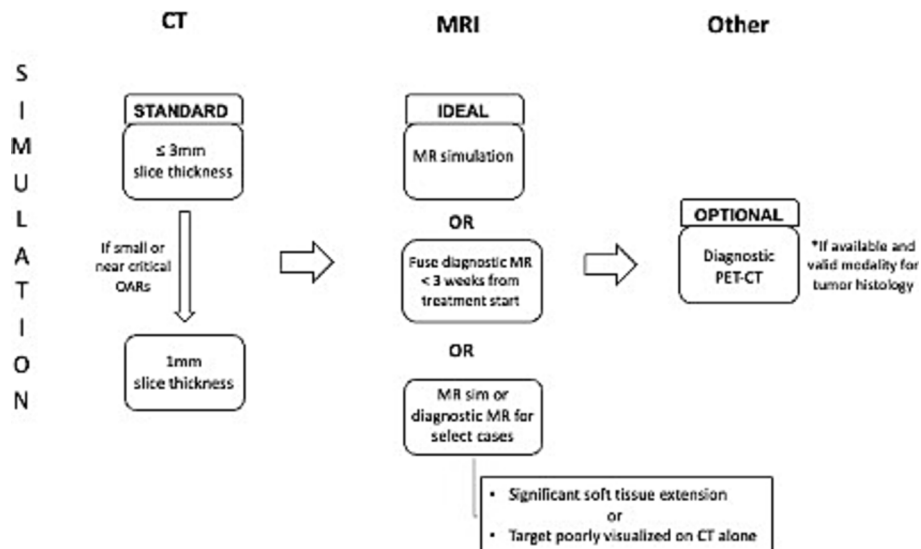 CT
MRI
Other
SIMULATION
STANDARD
≤ 3mm
slice thickness
If small or
near critical
OARs
1mm
slice thickness
IDEAL
MR simulation
OR
Fuse diagnostic MR
< 3 weeks from
treatment start
OR
MR sim or
diagnostic MR for
select cases
• Significant soft tissue extension
or
• Target poorly visualized on CT alone
OPTIONAL
Diagnostic
PET-CT
*If available and
valid modality for
tumor histology